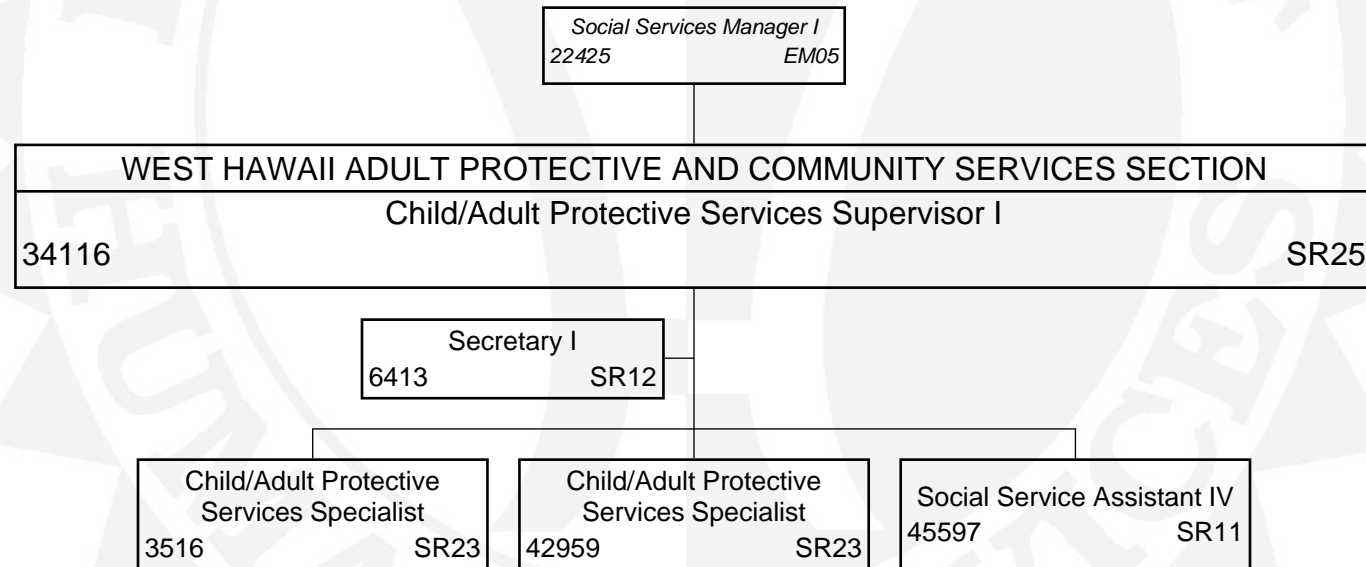 Social Services Manager I
22425 EM05
WEST HAWAII ADULT PROTECTIVE AND COMMUNITY SERVICES SECTION
Child/Adult Protective Services Supervisor I
34116 SR25
Secretary I
6413 SR12
Child/Adult Protective
Services Specialist
3516 SR23
Child/Adult Protective
Services Specialist
42959 SR23
Social Service Assistant IV
45597 SR11